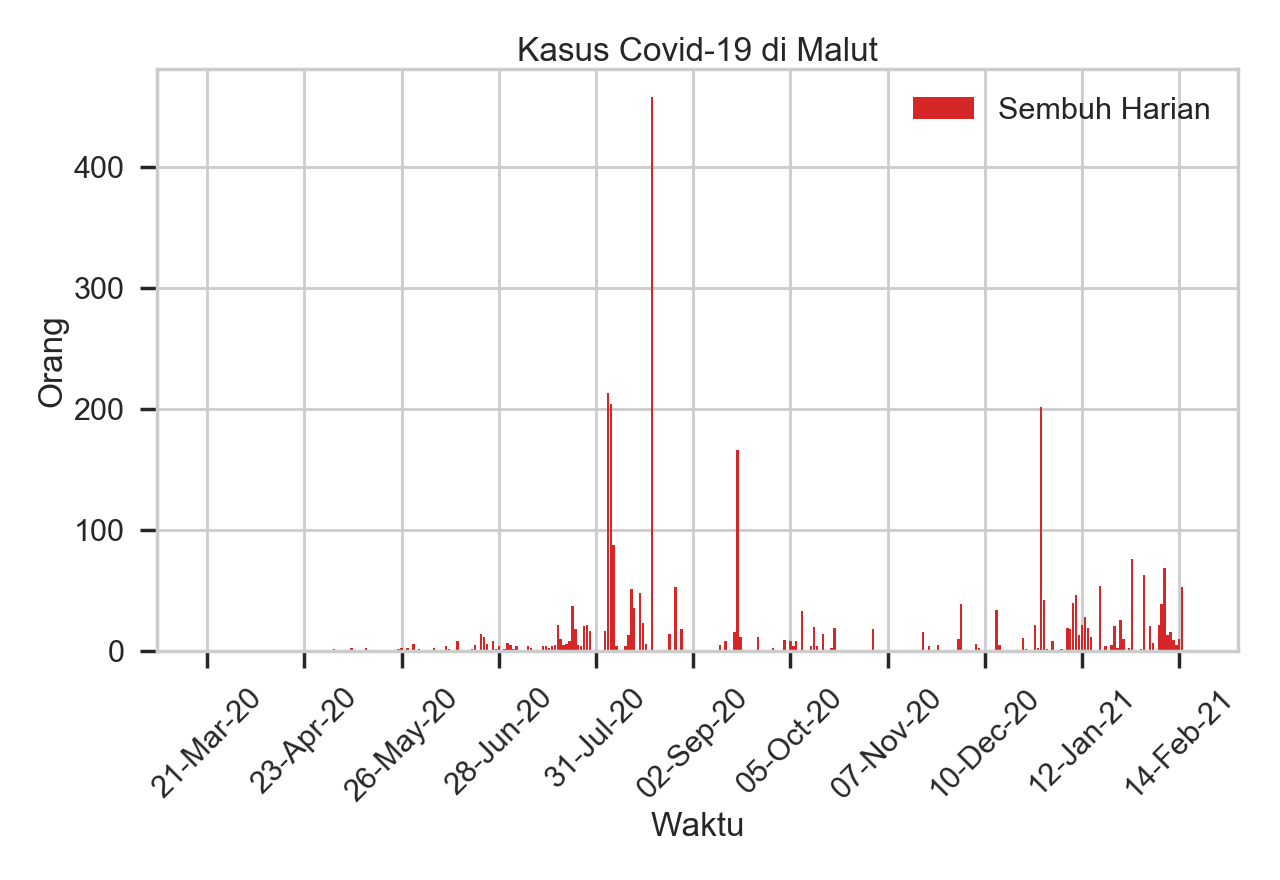 Kasus Covid-19 di Malut
Sembuh Harian
Orang
400
300
200
100
0
21-Mar-20
23-Apr-20
26-May-20
28-Jun-20
31-Jul-20
02-Sep-20
05-Oct-20
07-Nov-20
10-Dec-20
12-Jan-21
14-Feb-21
Waktu